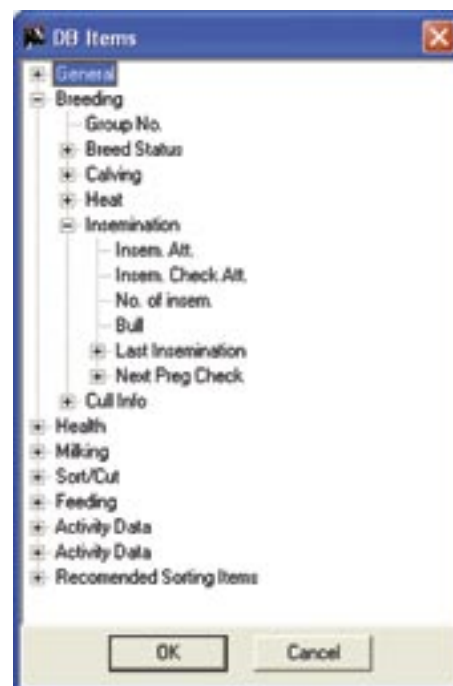 DB Items
General
Breeding
Group No.
Breed Status
Calving
Heat
Insemination
Insem. Att.
Insem. Check Att.
No. of insem.
Bull
Last Insemination
Next Preg Check
Cull Info
Health
Milking
Sort/Cut
Feeding
Activity Data
Activity Data
Recomended Sorting Items
OK Cancel